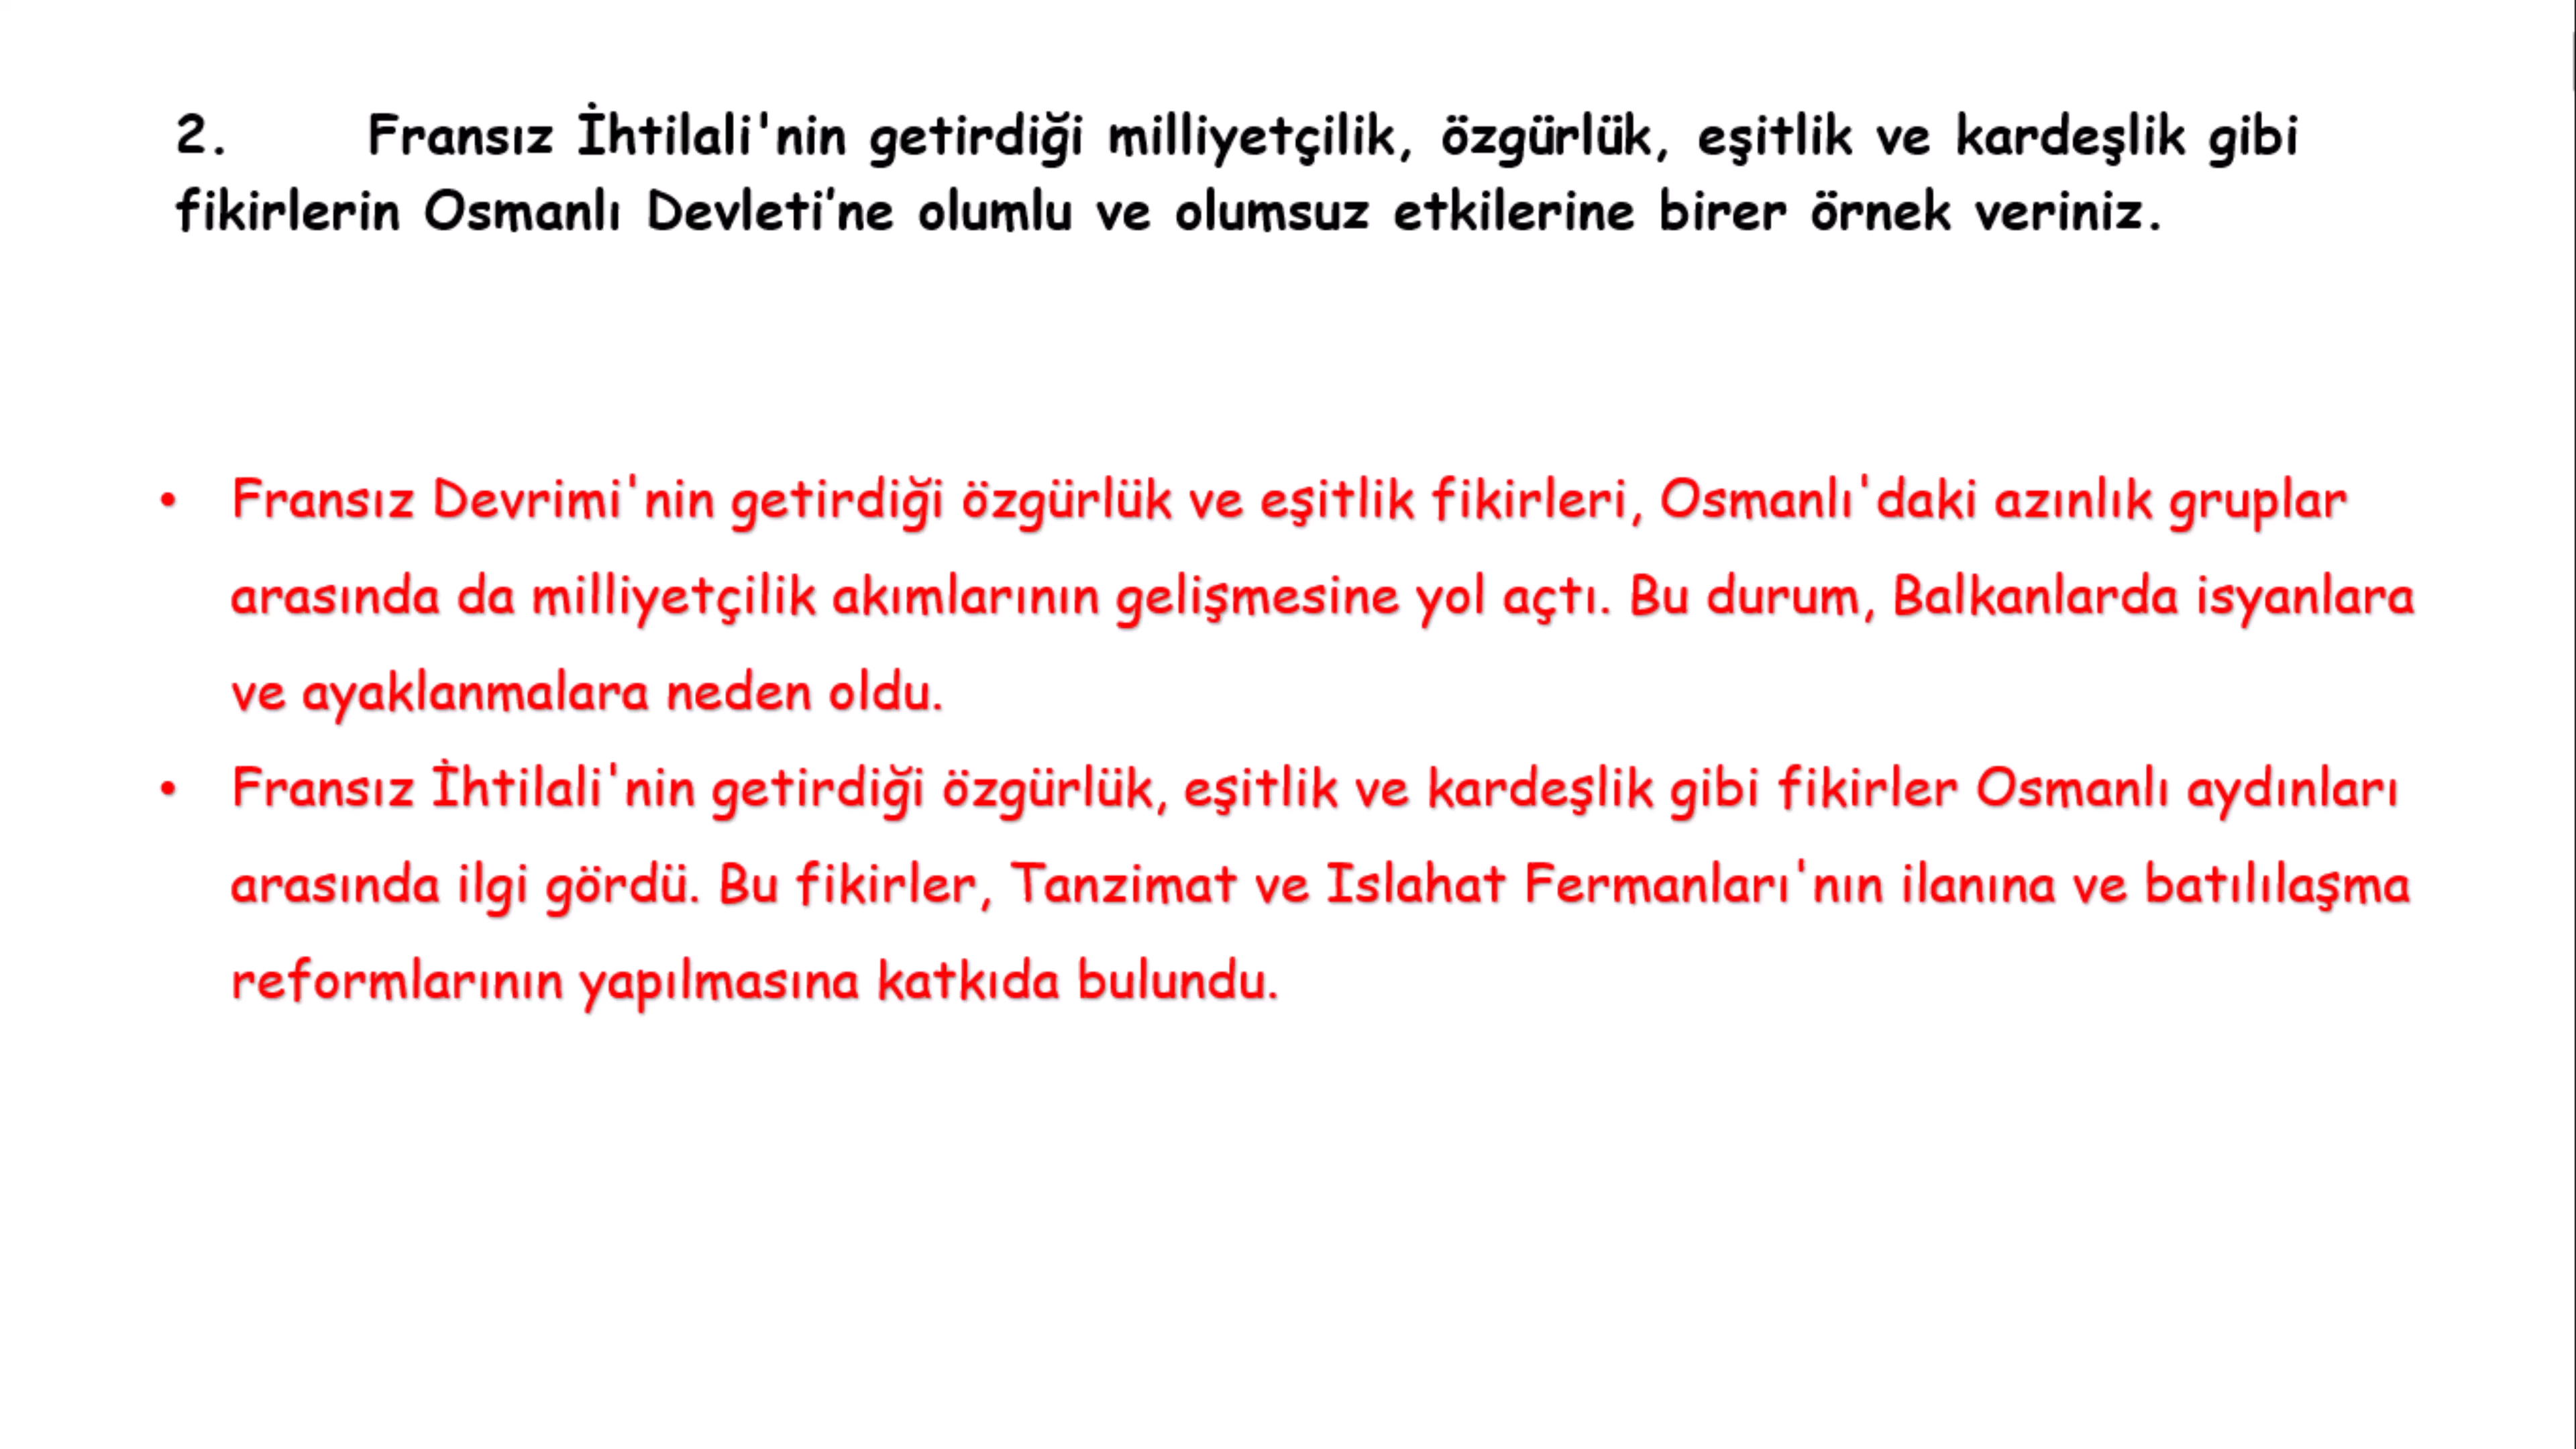 2. Fransız İhtilali'nin getirdiği milliyetçilik, özgürlük, eşitlik ve kardeşlik gibi
fikirlerin Osmanlı Devleti’ne olumlu ve olumsuz etkilerine birer örnek veriniz.
• Fransız Devrimi'nin getirdiği özgürlük ve eşitlik fikirleri, Osmanlı'daki azınlık gruplar
arasında da milliyetçilik akımlarının gelişmesine yol açtı. Bu durum, Balkanlarda isyanlara
ve ayaklanmalara neden oldu.
• Fransız İhtilali'nin getirdiği özgürlük, eşitlik ve kardeşlik gibi fikirler Osmanlı aydınları
arasında ilgi gördü. Bu fikirler, Tanzimat ve Islahat Fermanları'nın ilanına ve batılılaşma
reformlarının yapılmasına katkıda bulundu.